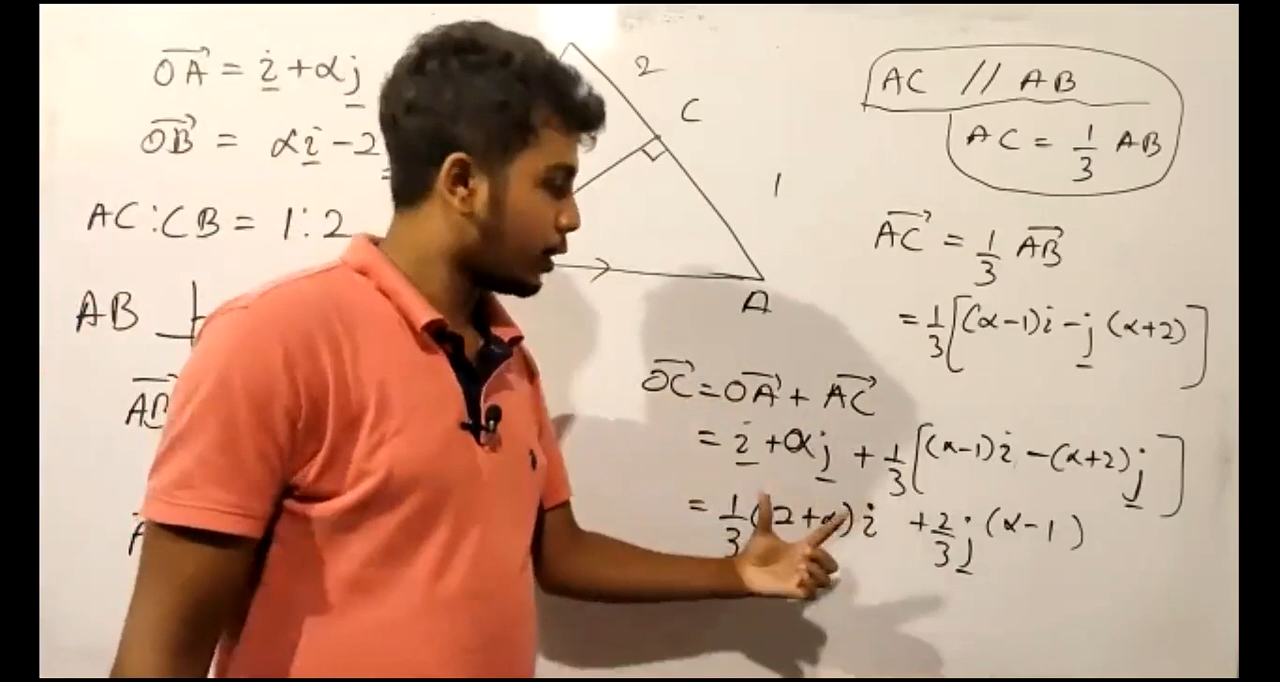 OA = i + αj
OB = αi - 2
AC : CB = 1 : 2
AB ⊥
AB
2
C
1
A
AC // AB
AC = 1/3 AB
AC = 1/3 AB
= 1/3 [(α-1)i - j(α+2)]
OC = OA + AC
= i + αj + 1/3 [(α-1)i - (α+2)j]
= 1/3 (2+α)i + 2/3 j (α-1)